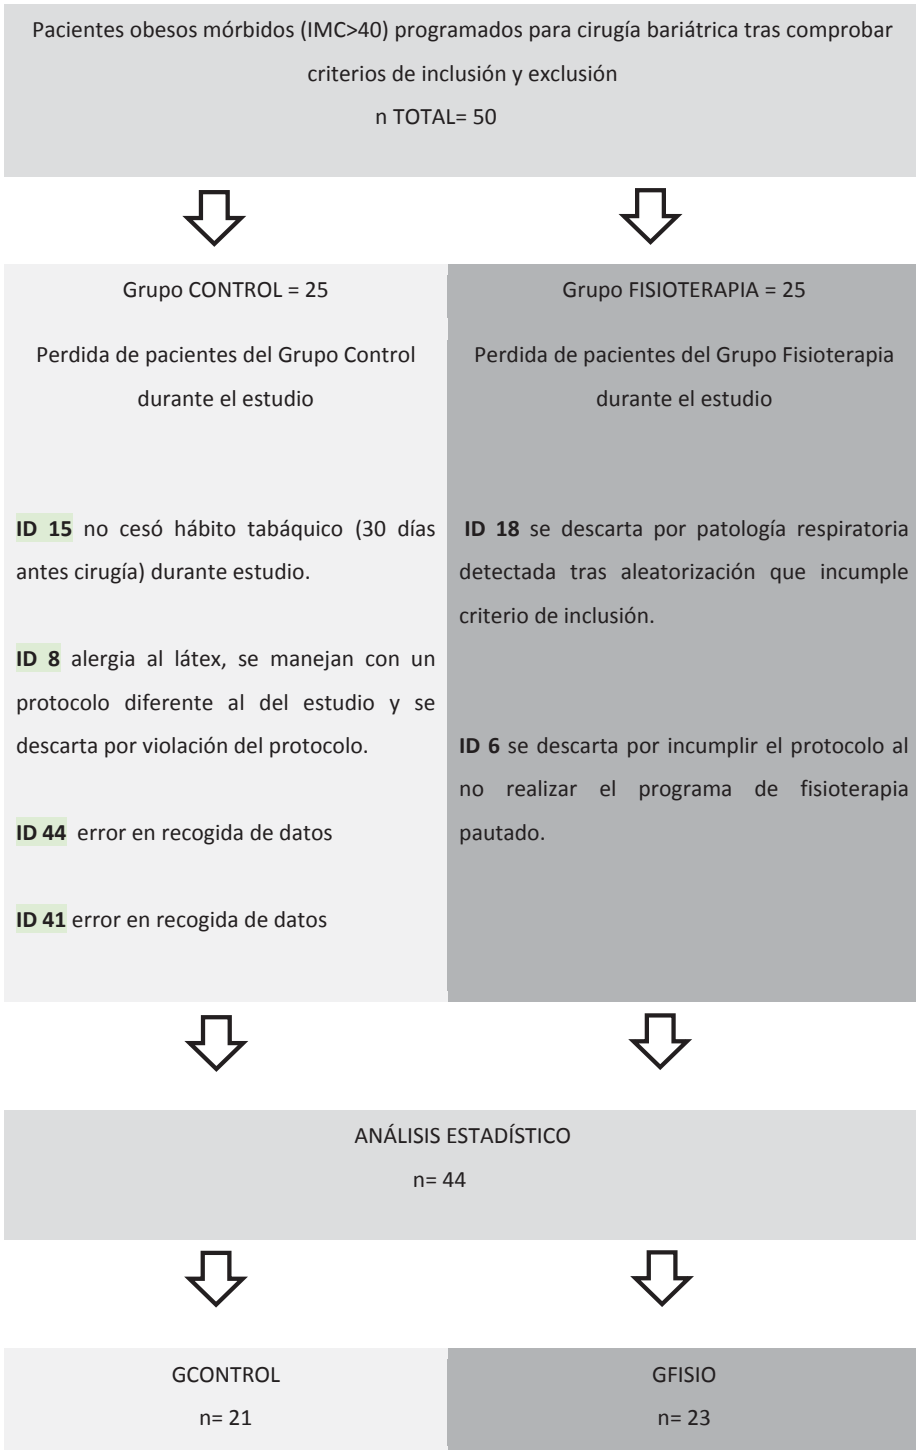 Pacientes obesos mórbidos (IMC>40) programados para cirugía bariátrica tras comprobar
criterios de inclusión y exclusión
n TOTAL= 50
Grupo CONTROL = 25
Perdida de pacientes del Grupo Control
durante el estudio
ID 15 no cesó hábito tabáquico (30 días
antes cirugía) durante estudio.
ID 8 alergia al látex, se manejan con un
protocolo diferente al del estudio y se
descarta por violación del protocolo.
ID 44 error en recogida de datos
ID 41 error en recogida de datos
Grupo FISIOTERAPIA = 25
Perdida de pacientes del Grupo Fisioterapia
durante el estudio
ID 18 se descarta por patología respiratoria
detectada tras aleatorización que incumple
criterio de inclusión.
ID 6 se descarta por incumplir el protocolo al
no realizar el programa de fisioterapia
pautado.
ANÁLISIS ESTADÍSTICO
n= 44
GCONTROL
n= 21
GFISIO
n= 23